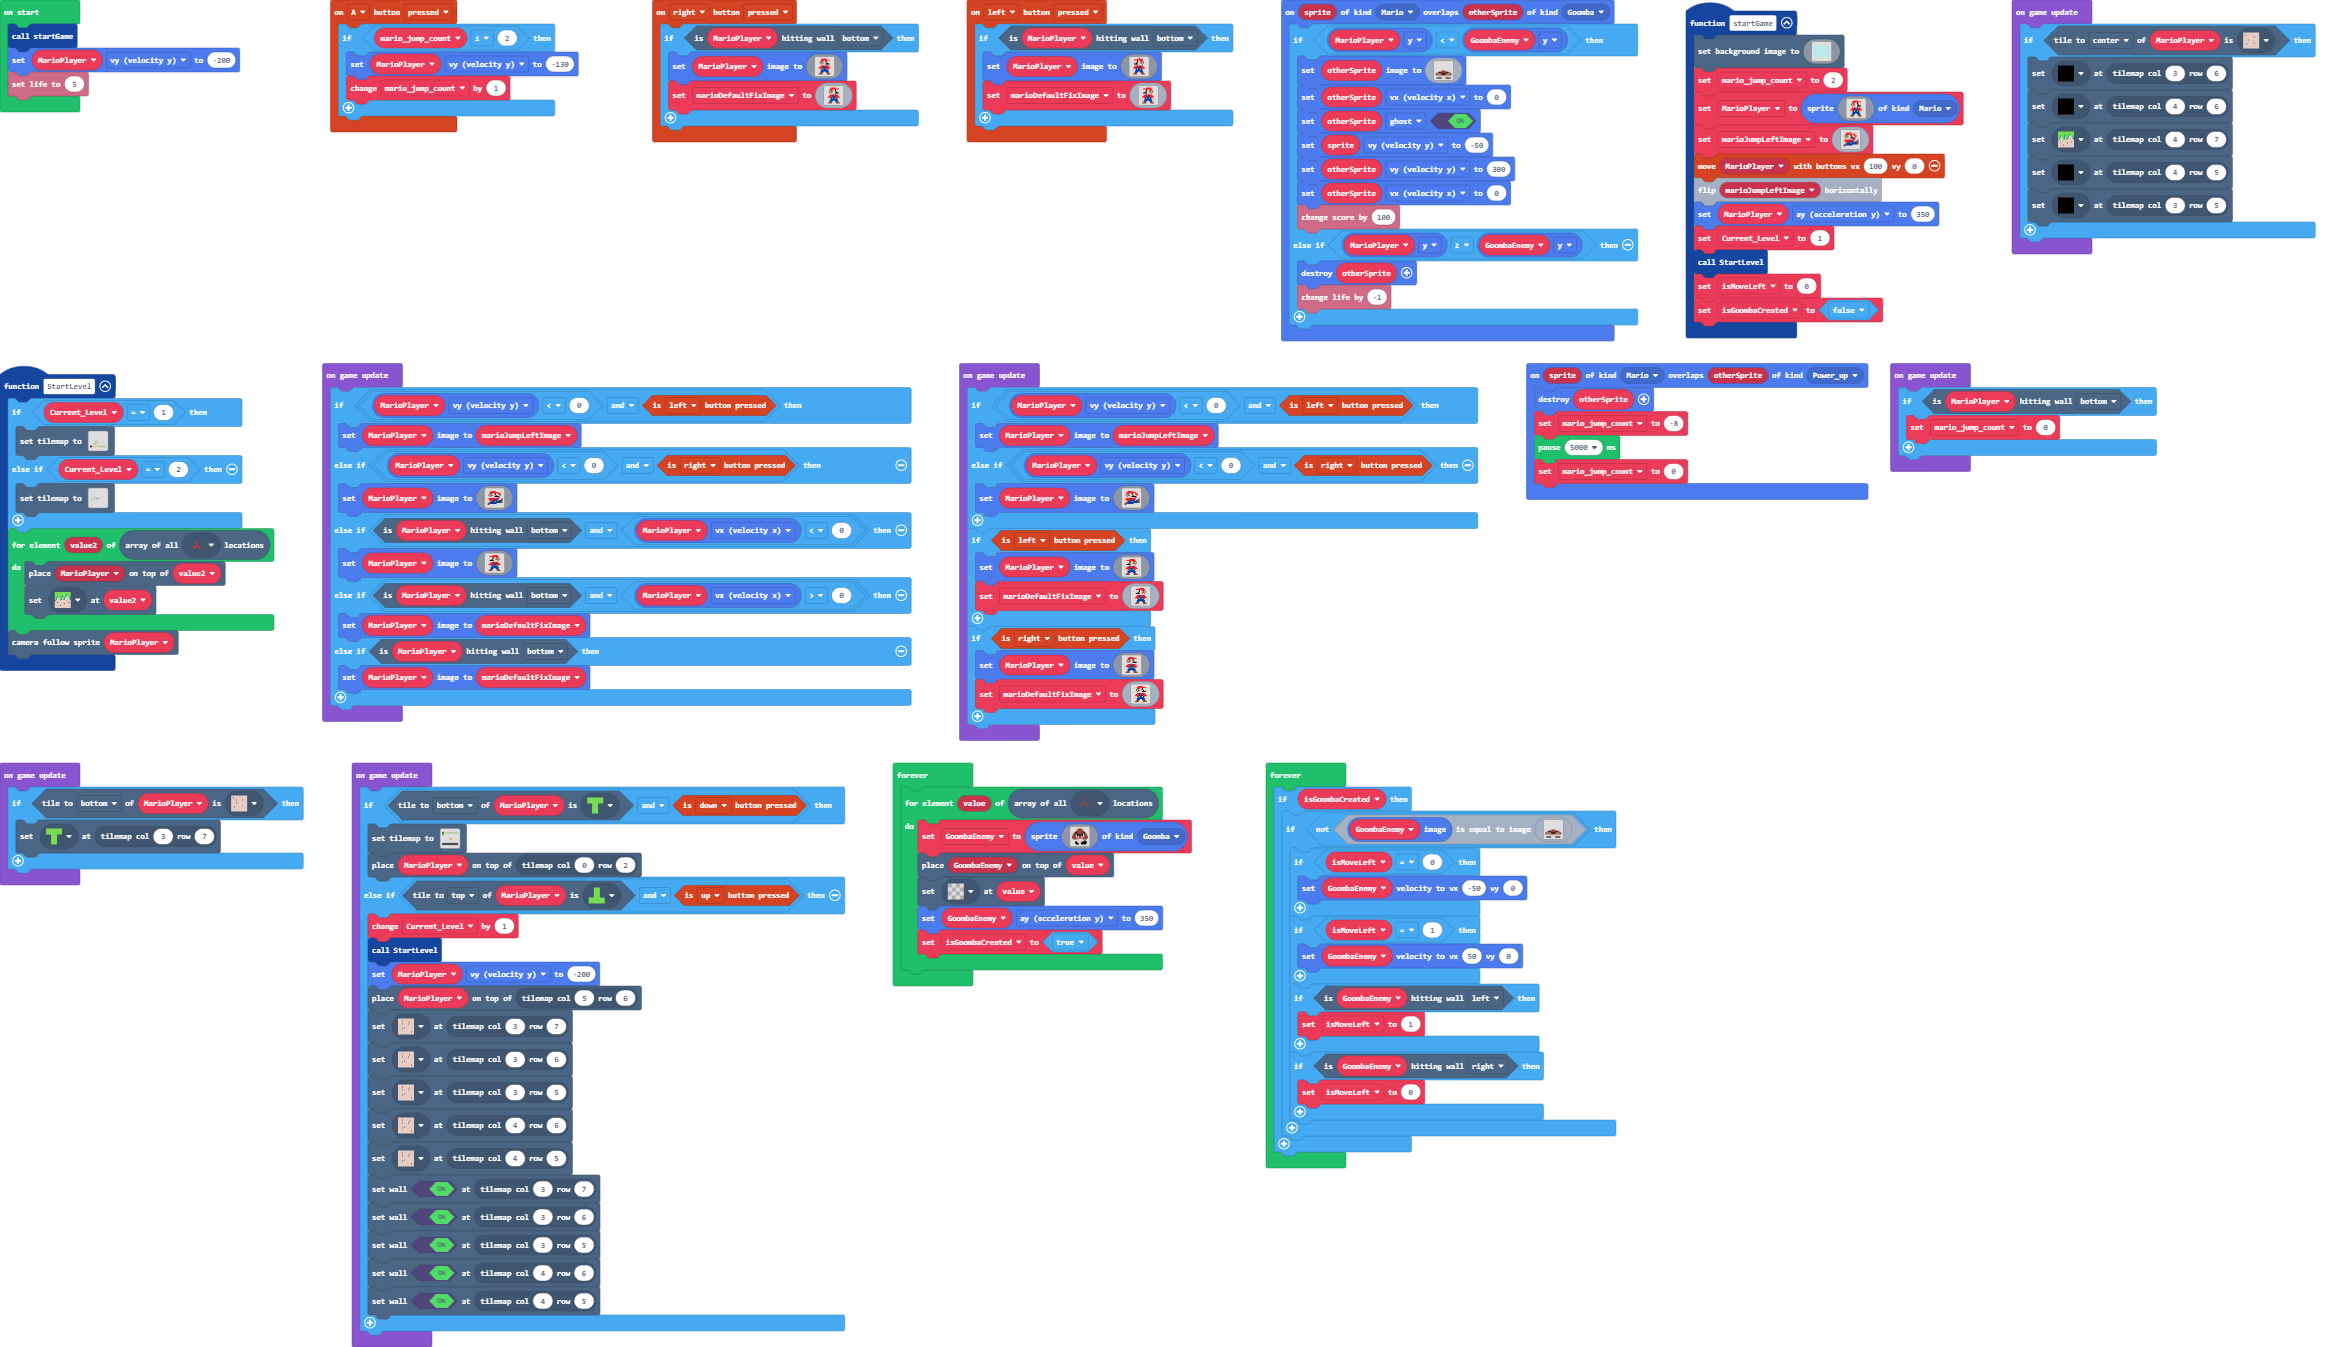 on start
call startGame
set MarioPlayer vy (velocity y) to -200
set life to 5
on A button pressed
if mario_jump_count ≤ 2 then
set MarioPlayer vy (velocity y) to -130
change mario_jump_count by 1
on right button pressed
if is MarioPlayer hitting wall bottom then
set MarioPlayer image to
set marioDefaultFixImage to
on left button pressed
if is MarioPlayer hitting wall bottom then
set MarioPlayer image to
set marioDefaultFixImage to
on sprite of kind Mario overlaps otherSprite of kind Goomba
if MarioPlayer y < GoombaEnemy y then
set otherSprite image to
set otherSprite vx (velocity x) to 0
set otherSprite ghost ON
set sprite vy (velocity y) to -50
set otherSprite vy (velocity y) to 300
set otherSprite vx (velocity x) to 0
change score by 100
else if MarioPlayer y ≥ GoombaEnemy y then
destroy otherSprite
change life by -1
function startGame
set background image to
set mario_jump_count to 2
set MarioPlayer to sprite of kind Mario
set marioJumpLeftImage to
move MarioPlayer with buttons vx 100 vy 0
flip marioJumpLeftImage horizontally
set MarioPlayer ay (acceleration y) to 350
set Current_Level to 1
call StartLevel
set isMoveLeft to 0
set isGoombaCreated to false
on game update
if tile to center of MarioPlayer is then
set at tilemap col 3 row 6
set at tilemap col 4 row 6
set at tilemap col 4 row 7
set at tilemap col 4 row 5
set at tilemap col 3 row 5
function StartLevel
if Current_Level = 1 then
set tilemap to
else if Current_Level = 2 then
set tilemap to
for element value2 of array of all locations
do
place MarioPlayer on top of value2
set at value2
camera follow sprite MarioPlayer
on game update
if MarioPlayer vy (velocity y) < 0 and is left button pressed then
set MarioPlayer image to marioJumpLeftImage
else if MarioPlayer vy (velocity y) < 0 and is right button pressed then
set MarioPlayer image to
else if is MarioPlayer hitting wall bottom and MarioPlayer vx (velocity x) < 0 then
set MarioPlayer image to
else if is MarioPlayer hitting wall bottom and MarioPlayer vx (velocity x) > 0 then
set MarioPlayer image to marioDefaultFixImage
else if is MarioPlayer hitting wall bottom then
set MarioPlayer image to marioDefaultFixImage
on game update
if MarioPlayer vy (velocity y) < 0 and is left button pressed then
set MarioPlayer image to marioJumpLeftImage
else if MarioPlayer vy (velocity y) < 0 and is right button pressed then
set MarioPlayer image to
if is left button pressed then
set MarioPlayer image to
set marioDefaultFixImage to
if is right button pressed then
set MarioPlayer image to
set marioDefaultFixImage to
on sprite of kind Mario overlaps otherSprite of kind Power_up
destroy otherSprite
set mario_jump_count to -8
pause 5000 ms
set mario_jump_count to 0
on game update
if is MarioPlayer hitting wall bottom then
set mario_jump_count to 0
on game update
if tile to bottom of MarioPlayer is then
set at tilemap col 3 row 7
on game update
if tile to bottom of MarioPlayer is and is down button pressed then
set tilemap to
place MarioPlayer on top of tilemap col 0 row 2
else if tile to top of MarioPlayer is and is up button pressed then
change Current_Level by 1
call StartLevel
set MarioPlayer vy (velocity y) to -200
place MarioPlayer on top of tilemap col 5 row 6
set at tilemap col 3 row 7
set at tilemap col 3 row 6
set at tilemap col 3 row 5
set at tilemap col 4 row 6
set at tilemap col 4 row 5
set wall ON at tilemap col 3 row 7
set wall ON at tilemap col 3 row 6
set wall ON at tilemap col 3 row 5
set wall ON at tilemap col 4 row 6
set wall ON at tilemap col 4 row 5
forever
for element value of array of all locations
do
set GoombaEnemy to sprite of kind Goomba
place GoombaEnemy on top of value
set at value
set GoombaEnemy ay (acceleration y) to 350
set isGoombaCreated to true
forever
if isGoombaCreated then
if not GoombaEnemy image is equal to image then
if isMoveLeft = 0 then
set GoombaEnemy velocity to vx -50 vy 0
if isMoveLeft = 1 then
set GoombaEnemy velocity to vx 50 vy 0
if is GoombaEnemy hitting wall left then
set isMoveLeft to 1
if is GoombaEnemy hitting wall right then
set isMoveLeft to 0